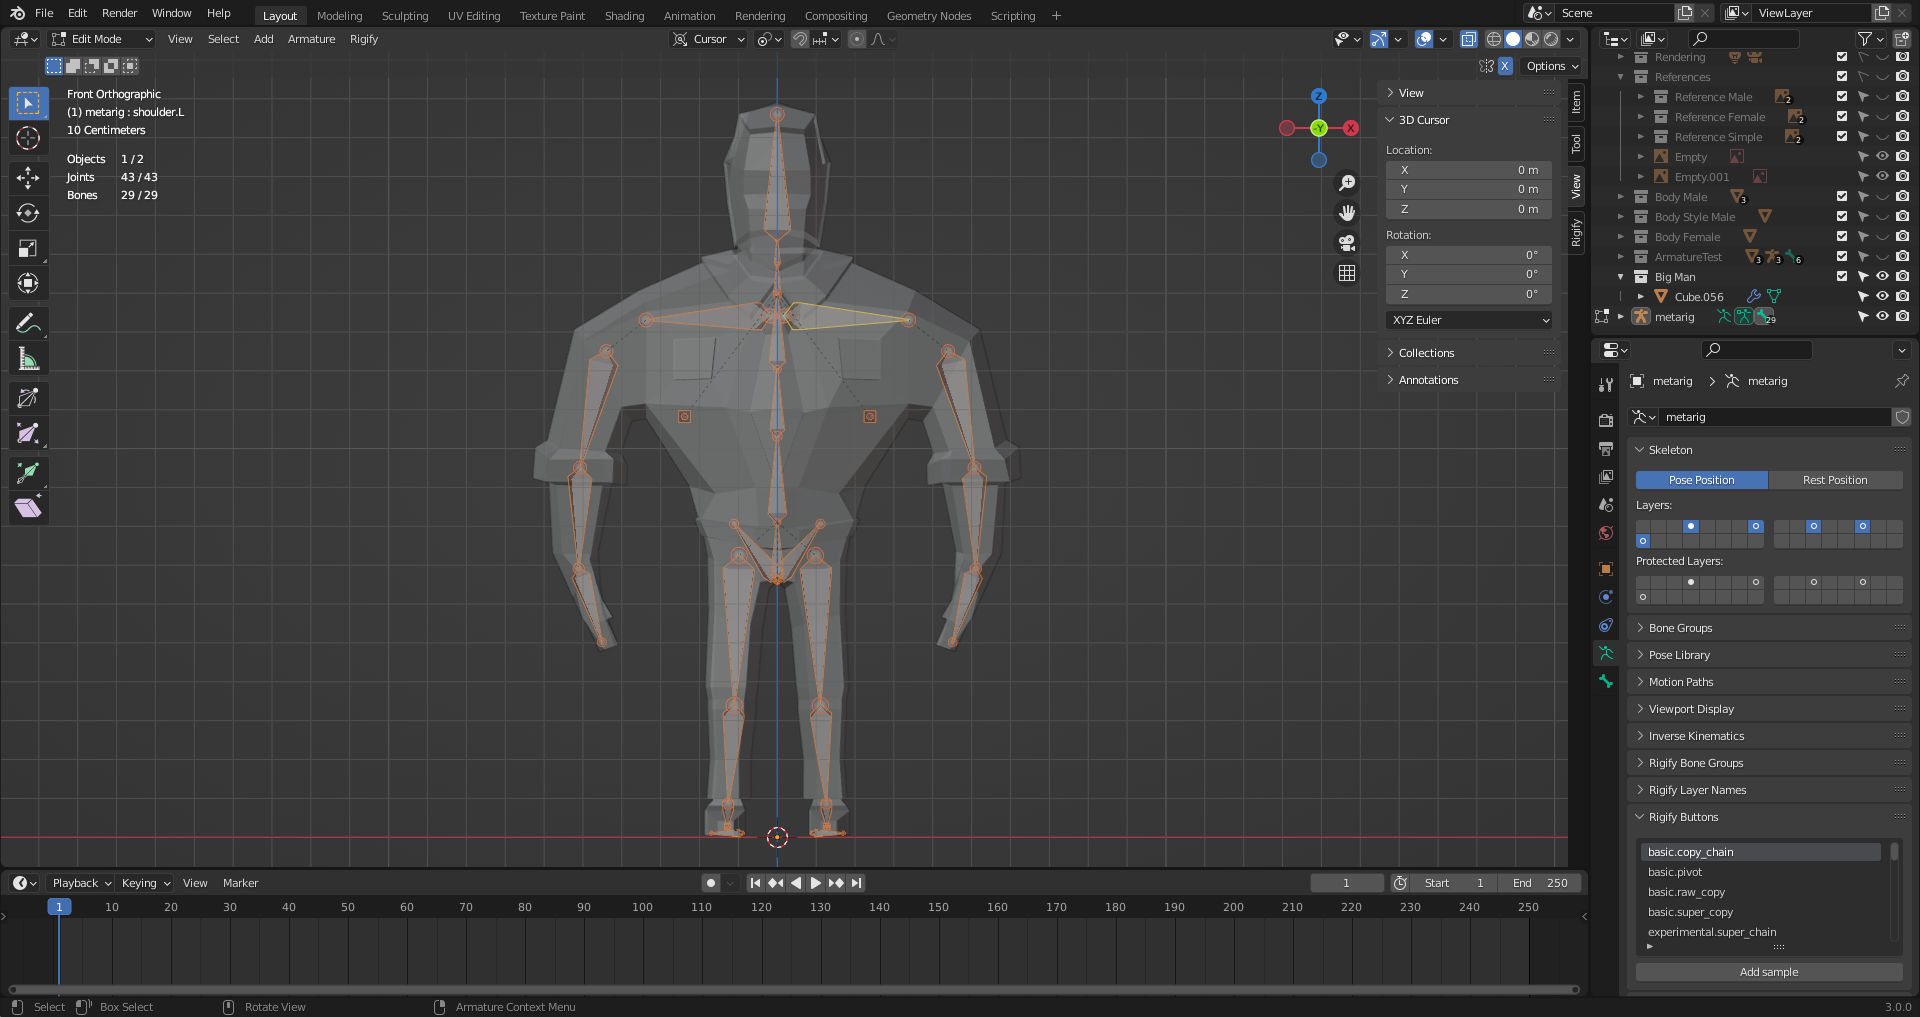 File Edit Render Window Help
Layout Modeling Sculpting UV Editing Texture Paint Shading Animation Rendering Compositing Geometry Nodes Scripting +
Scene
ViewLayer
Edit Mode View Select Add Armature Rigify
Cursor
X Options
Front Orthographic
(1) metarig : shoulder.L
10 Centimeters
Objects 1 / 2
Joints 43 / 43
Bones 29 / 29
Z
-Y
X
View
3D Cursor
Location:
X 0 m
Y 0 m
Z 0 m
Rotation:
X 0°
Y 0°
Z 0°
XYZ Euler
Collections
Annotations
Item
Tool
View
Rigify
Rendering
References
Reference Male 2
Reference Female 2
Reference Simple 2
Empty
Empty.001
Body Male 3
Body Style Male
Body Female
ArmatureTest 3 3 6
Big Man
Cube.056
metarig 29
metarig > metarig
metarig
Skeleton
Pose Position Rest Position
Layers:
Protected Layers:
Bone Groups
Pose Library
Motion Paths
Viewport Display
Inverse Kinematics
Rigify Bone Groups
Rigify Layer Names
Rigify Buttons
basic.copy_chain
basic.pivot
basic.raw_copy
basic.super_copy
experimental.super_chain
Add sample
Playback Keying View Marker
1
Start 1 End 250
1 10 20 30 40 50 60 70 80 90 100 110 120 130 140 150 160 170 180 190 200 210 220 230 240 250
Select Box Select Rotate View Armature Context Menu
3.0.0